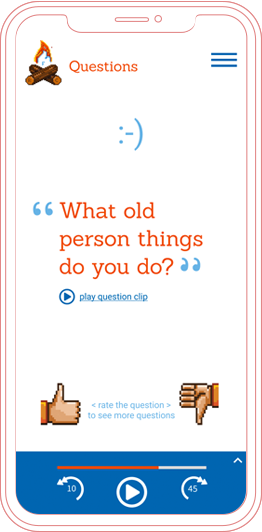 Questions
:-)
“ What old
person things
do you do? ”
play question clip
< rate the question >
to see more questions
10
45